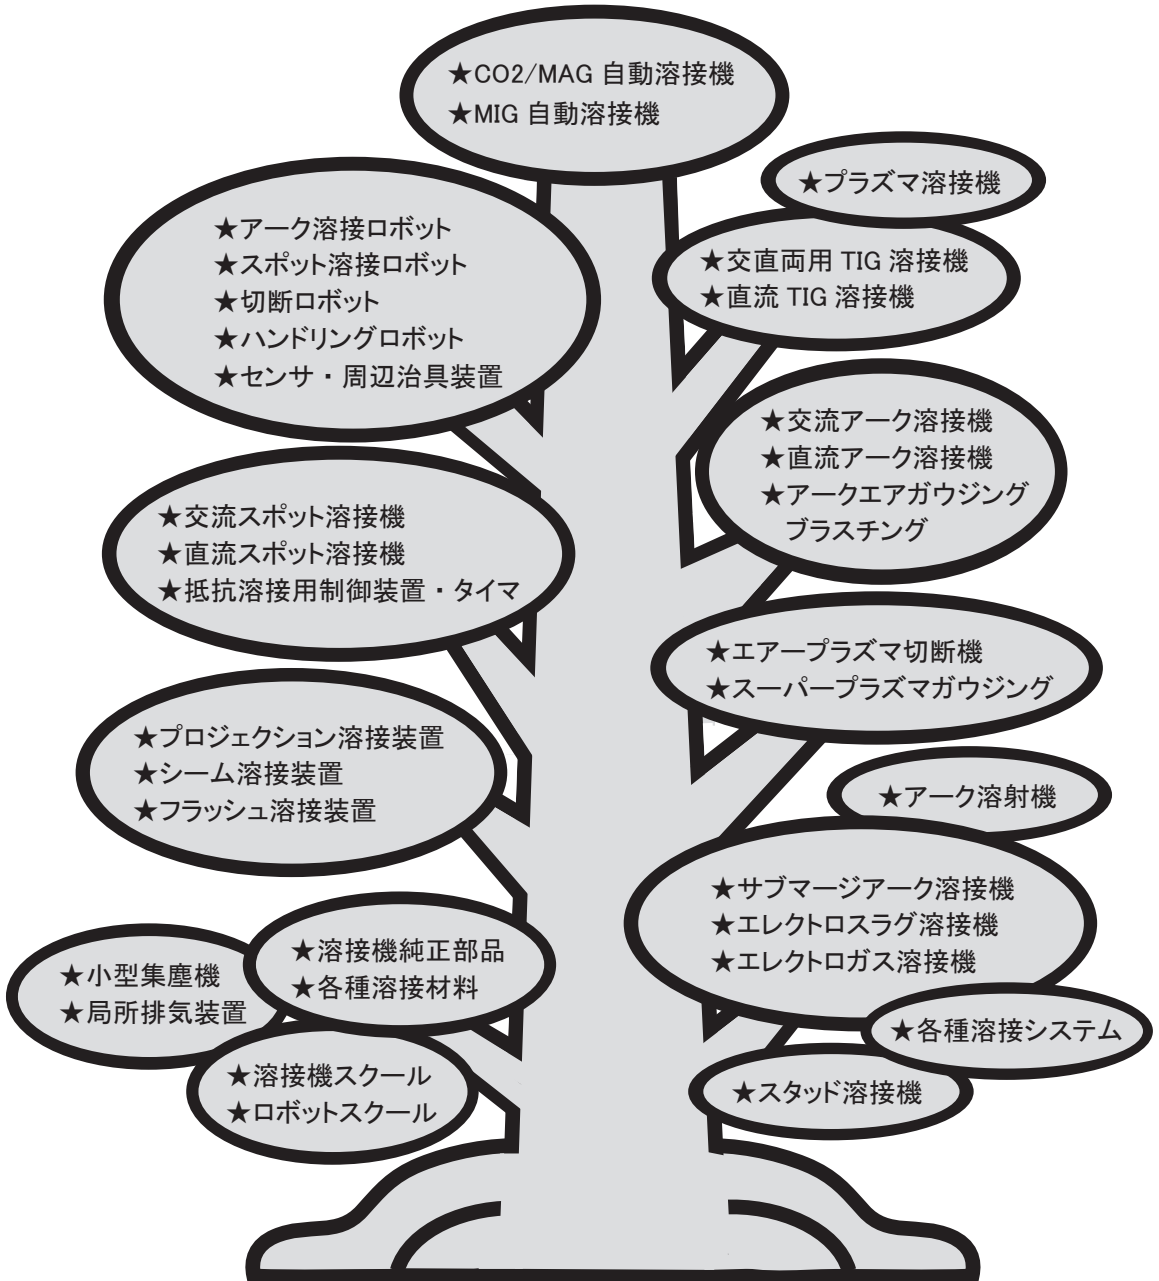 ★CO2/MAG 自動溶接機
★MIG 自動溶接機
★プラズマ溶接機
★アーク溶接ロボット
★スポット溶接ロボット
★切断ロボット
★ハンドリングロボット
★センサ・周辺治具装置
★交直両用 TIG 溶接機
★直流 TIG 溶接機
★交流アーク溶接機
★直流アーク溶接機
★アークエアガウジング
ブラスチング
★交流スポット溶接機
★直流スポット溶接機
★抵抗溶接用制御装置・タイマ
★エアープラズマ切断機
★スーパープラズマガウジング
★プロジェクション溶接装置
★シーム溶接装置
★フラッシュ溶接装置
★アーク溶射機
★サブマージアーク溶接機
★エレクトロスラグ溶接機
★エレクトロガス溶接機
★溶接機純正部品
★各種溶接材料
★小型集塵機
★局所排気装置
★各種溶接システム
★溶接機スクール
★ロボットスクール
★スタッド溶接機